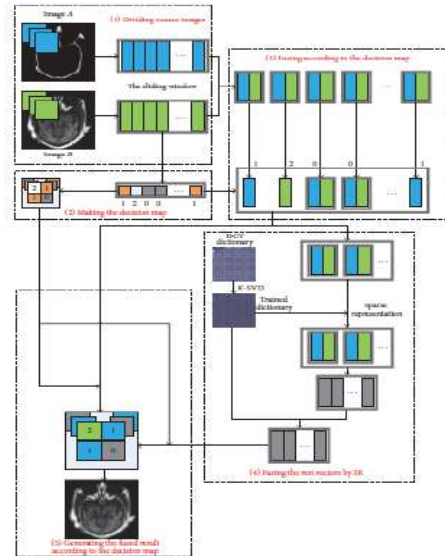 Image A
(1) Dividing source images
...
The sliding window
...
Image B
(3) Fusing according to the decision map
...
1 2 0 0 1
...
2 1
0
...
1 2 0 0 1
(2) Making the decision map
DCT
dictionary
K-SVD
Trained
dictionary
...
sparse
representation
...
...
...
(4) Fusing the rest vectors by SR
2 1
1 0
(5) Generating the fused result
according to the decision map